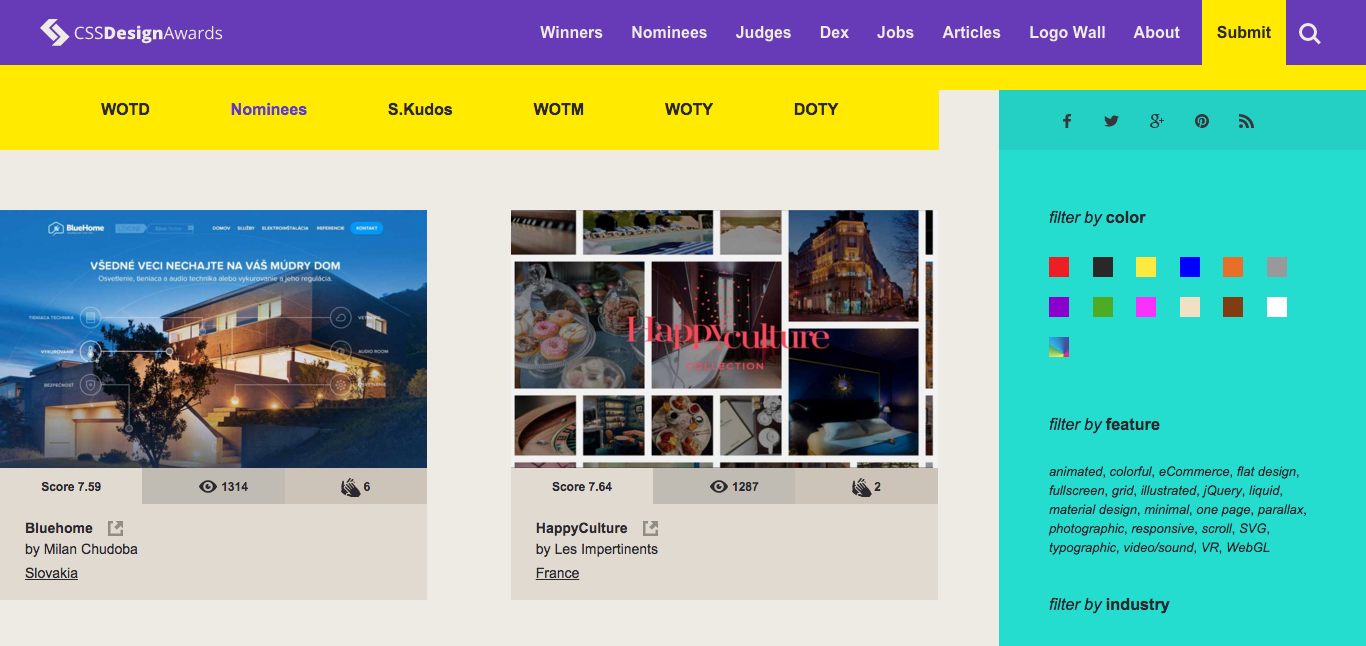 CSSDesignAwards
Winners Nominees Judges Dex Jobs Articles Logo Wall About Submit
WOTD Nominees S.Kudos WOTM WOTY DOTY
BlueHome
DOMOV SLUŽBY ELEKTROINŠTALÁCIA REFERENCIE KONTAKT
VŠEDNÉ VECI NECHAJTE NA VÁŠ MÚDRY DOM
Osvetlenie, tieniaca a audio technika alebo vykurovanie a jeho regulácia.
TIENIACA TECHNIKA
VYKUROVANIE AUDIO ROOM
BEZPEČNOSŤ
Score 7.59 1314 6
Bluehome
by Milan Chudoba
Slovakia
Happyculture
COLLECTION
Score 7.64 1287 2
HappyCulture
by Les Impertinents
France
filter by color
filter by feature
animated, colorful, eCommerce, flat design,
fullscreen, grid, illustrated, jQuery, liquid,
material design, minimal, one page, parallax,
photographic, responsive, scroll, SVG,
typographic, video/sound, VR, WebGL
filter by industry